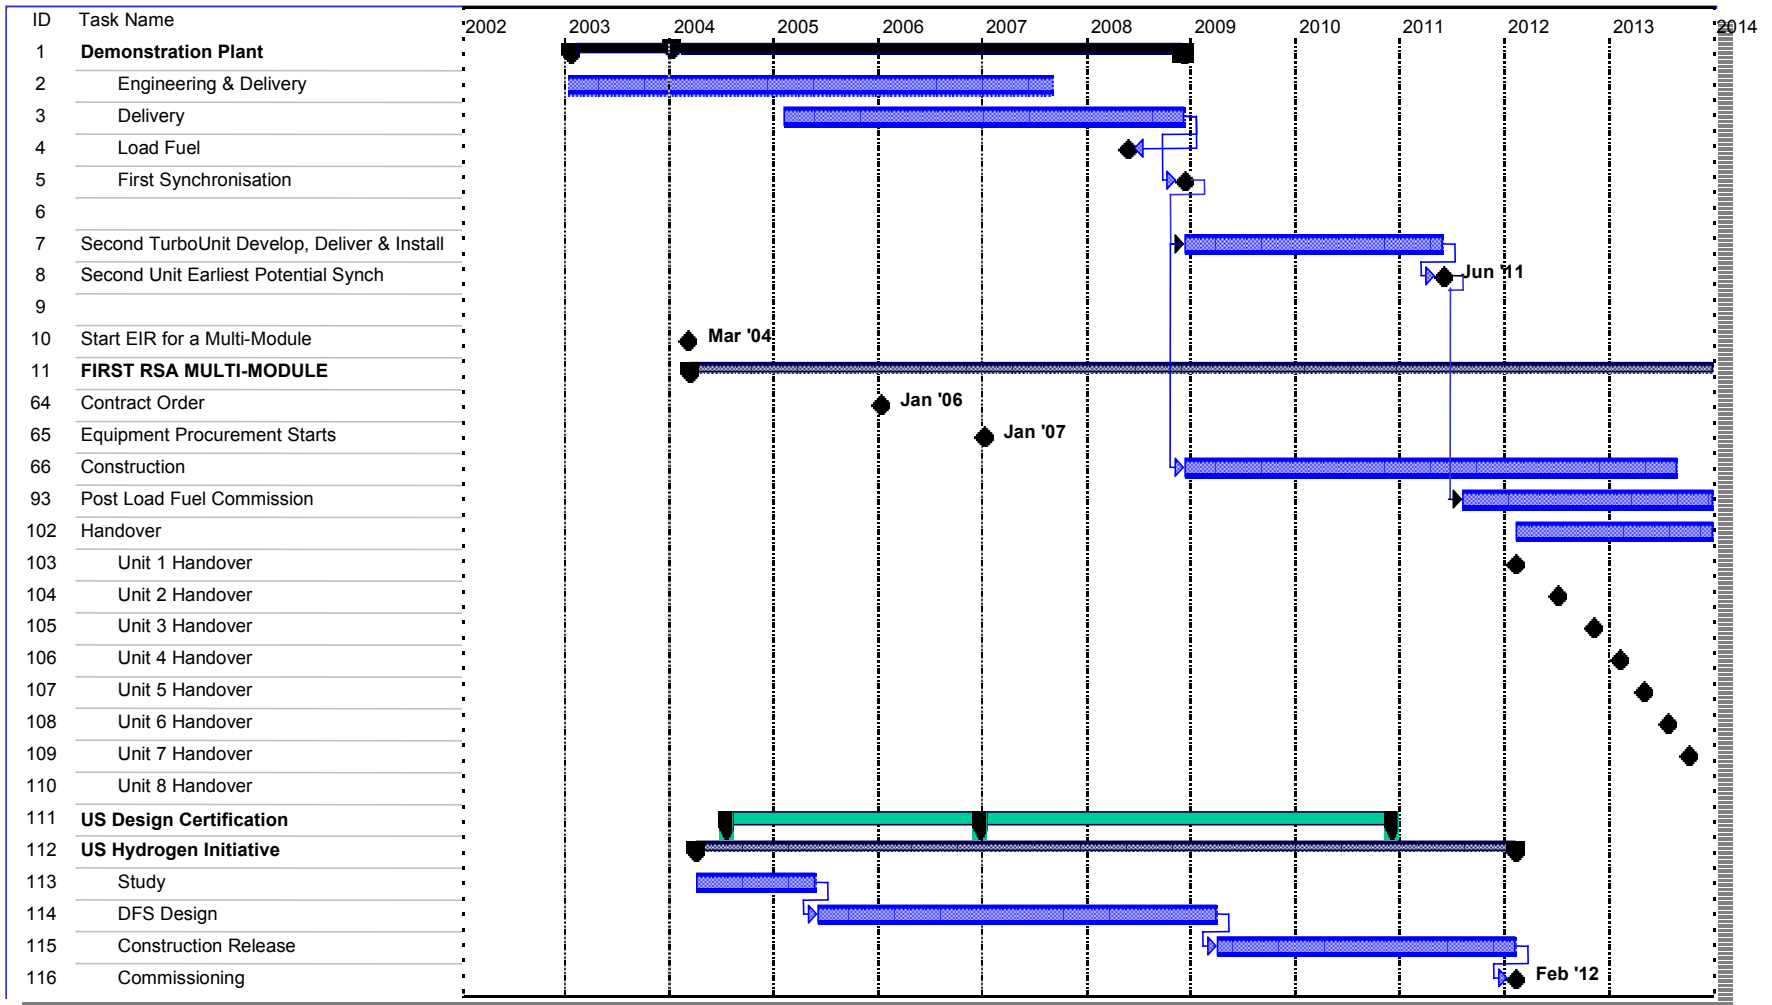 ID Task Name 2002 2003 2004 2005 2006 2007 2008 2009 2010 2011 2012 2013 2014
1 Demonstration Plant
2 Engineering & Delivery
3 Delivery
4 Load Fuel
5 First Synchronisation
6
7 Second TurboUnit Develop, Deliver & Install
8 Second Unit Earliest Potential Synch Jun '11
9
10 Start EIR for a Multi-Module Mar '04
11 FIRST RSA MULTI-MODULE
64 Contract Order Jan '06
65 Equipment Procurement Starts Jan '07
66 Construction
93 Post Load Fuel Commission
102 Handover
103 Unit 1 Handover
104 Unit 2 Handover
105 Unit 3 Handover
106 Unit 4 Handover
107 Unit 5 Handover
108 Unit 6 Handover
109 Unit 7 Handover
110 Unit 8 Handover
111 US Design Certification
112 US Hydrogen Initiative
113 Study
114 DFS Design
115 Construction Release
116 Commissioning Feb '12